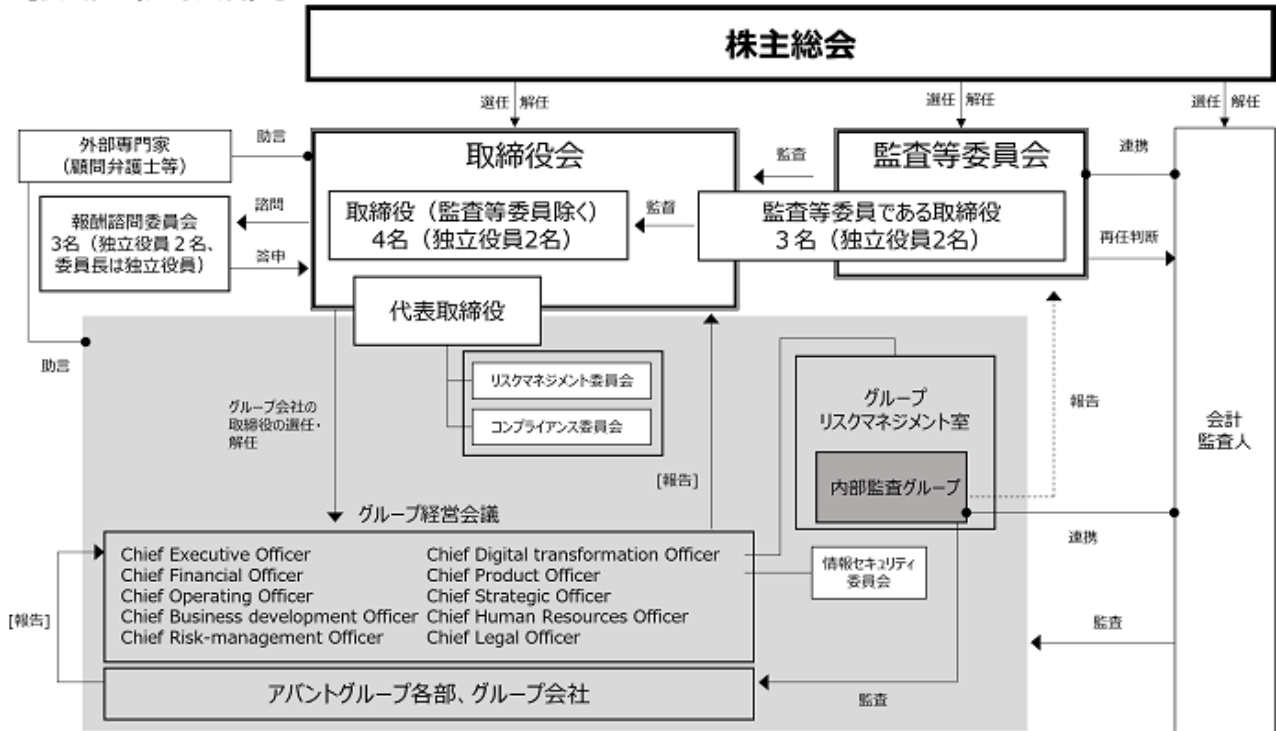 株主総会
選任 解任
選任 解任
選任 解任
外部専門家
(顧問弁護士等)
助言
取締役会
監査
監査等委員会
連携
報酬諮問委員会
3名(独立役員2名、
委員長は独立役員)
諮問
答申
取締役(監査等委員除く)
4名(独立役員2名)
監督
監査等委員である取締役
3名(独立役員2名)
再任判断
代表取締役
助言
リスクマネジメント委員会
コンプライアンス委員会
グループ会社の
取締役の選任・
解任
[報告]
グループ
リスクマネジメント室
内部監査グループ
報告
会計
監査人
連携
グループ経営会議
Chief Executive Officer
Chief Financial Officer
Chief Operating Officer
Chief Business development Officer
Chief Risk-management Officer
Chief Digital transformation Officer
Chief Product Officer
Chief Strategic Officer
Chief Human Resources Officer
Chief Legal Officer
情報セキュリティ
委員会
[報告]
監査
アバントグループ各部、グループ会社
監査